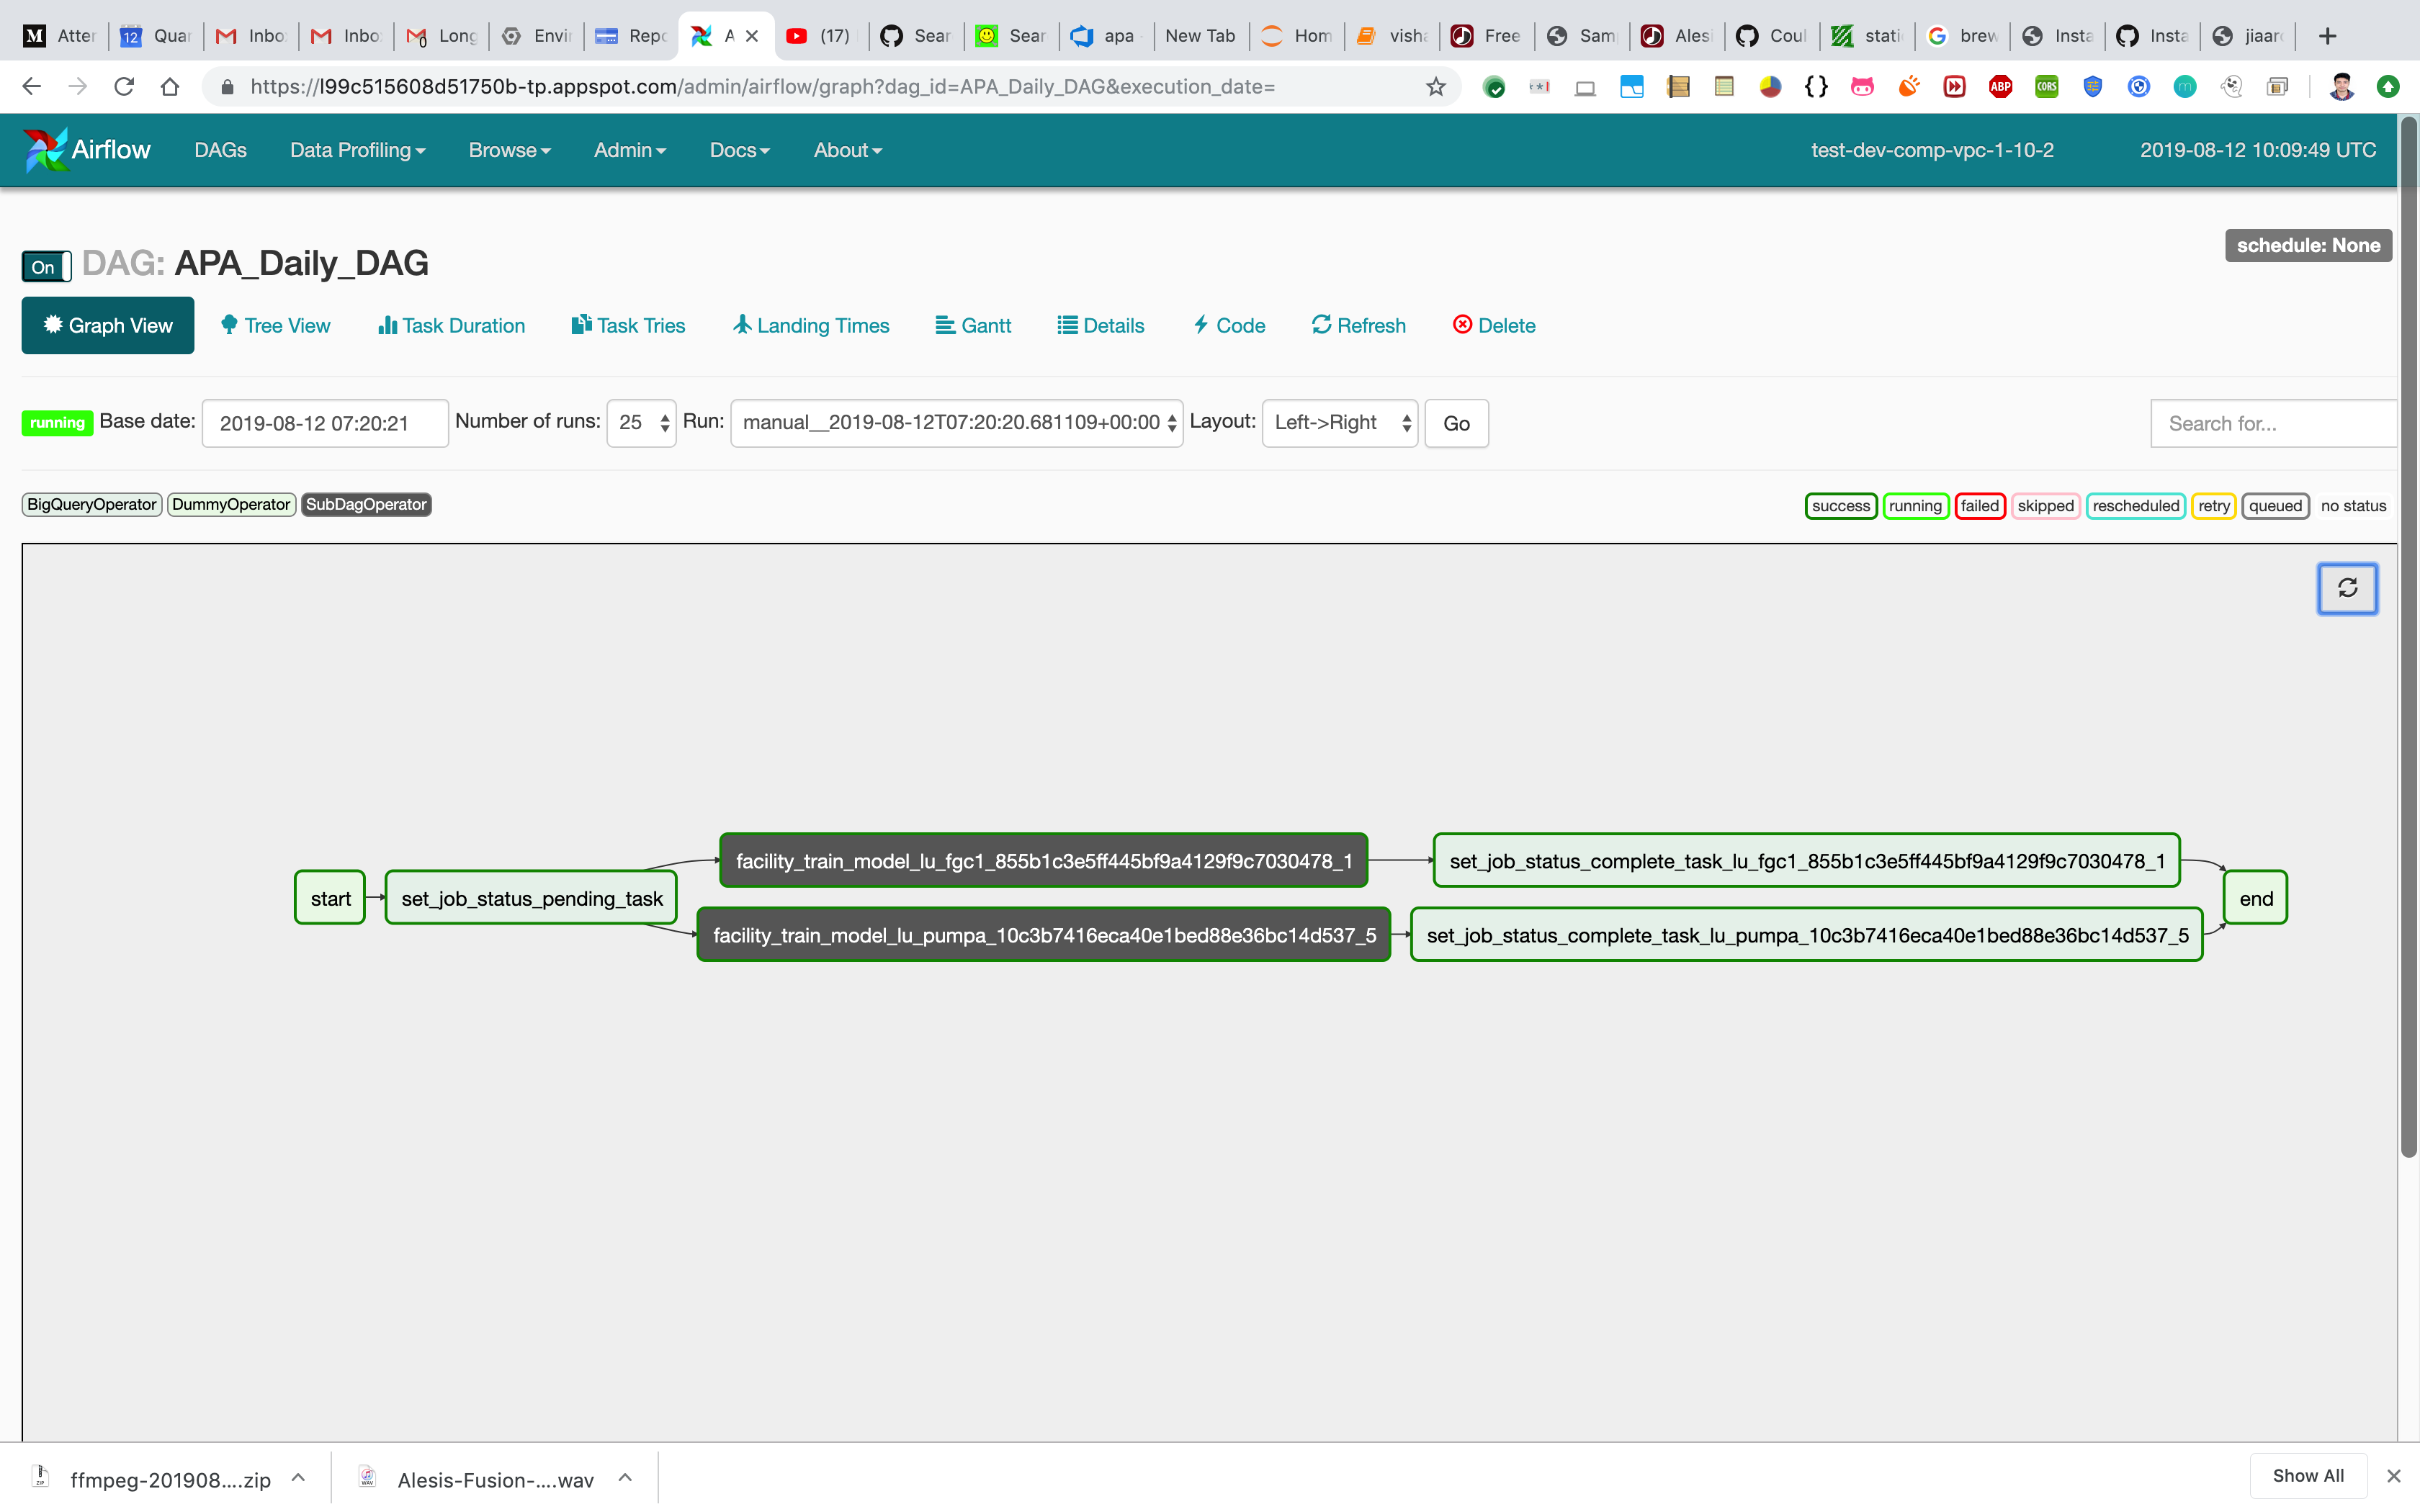 Atter Quar Inbo Inbo Long Envi Repo A (17) Sear Sear apa New Tab Hom visha Free Sam Alesi Coul stati brew Insta Insta jiaaro
https://l99c515608d51750b-tp.appspot.com/admin/airflow/graph?dag_id=APA_Daily_DAG&execution_date=
Airflow DAGs Data Profiling Browse Admin Docs About test-dev-comp-vpc-1-10-2 2019-08-12 10:09:49 UTC
On DAG: APA_Daily_DAG
schedule: None
Graph View Tree View Task Duration Task Tries Landing Times Gantt Details Code Refresh Delete
running Base date: 2019-08-12 07:20:21 Number of runs: 25 Run: manual__2019-08-12T07:20:20.681109+00:00 Layout: Left->Right Go Search for...
BigQueryOperator DummyOperator SubDagOperator success running failed skipped rescheduled retry queued no status
facility_train_model_lu_fgc1_855b1c3e5ff445bf9a4129f9c7030478_1 set_job_status_complete_task_lu_fgc1_855b1c3e5ff445bf9a4129f9c7030478_1
start set_job_status_pending_task end
facility_train_model_lu_pumpa_10c3b7416eca40e1bed88e36bc14d537_5 set_job_status_complete_task_lu_pumpa_10c3b7416eca40e1bed88e36bc14d537_5
ffmpeg-201908....zip Alesis-Fusion-....wav Show All